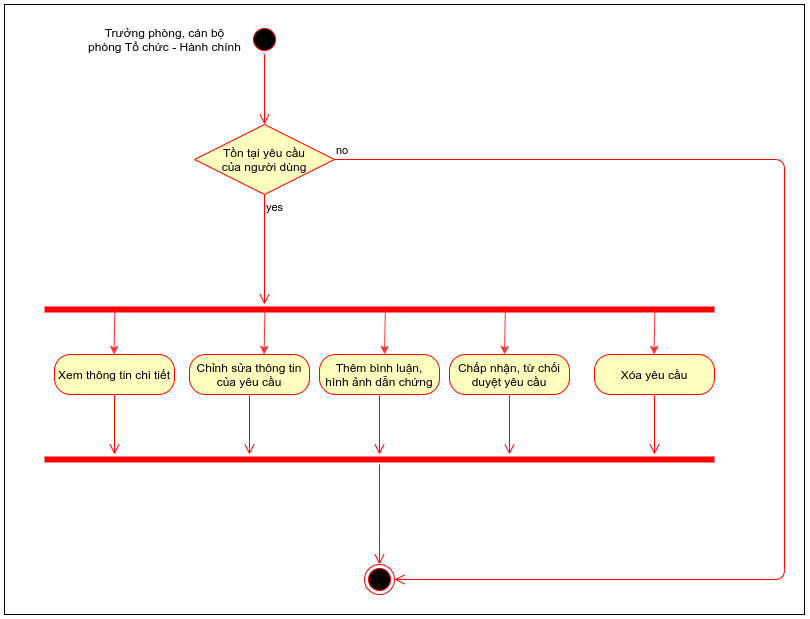 Trưởng phòng, cán bộ
phòng Tổ chức - Hành chính
Tồn tại yêu cầu
của người dùng
no
yes
Xem thông tin chi tiết
Chỉnh sửa thông tin
của yêu cầu
Thêm bình luận,
hình ảnh dẫn chứng
Chấp nhận, từ chối
duyệt yêu cầu
Xóa yêu cầu